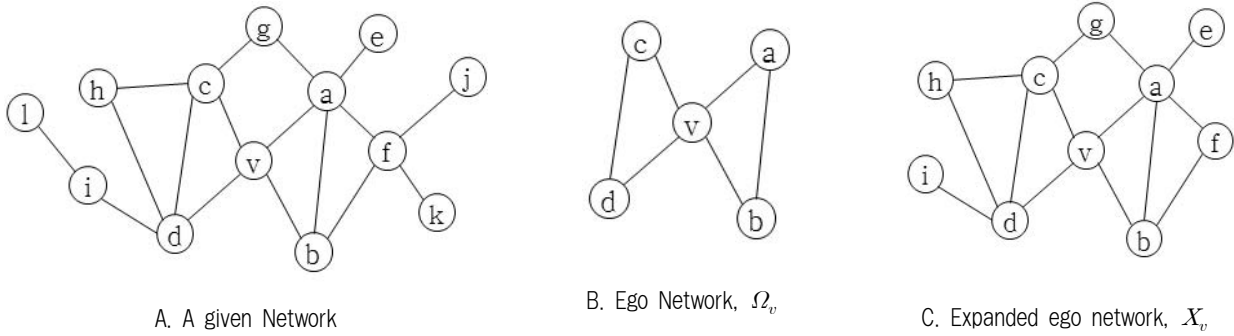 g
e
h
c
a
j
l
v
f
i
k
d
b
A. A given Network
c
a
v
d
b
B. Ego Network, Ω_v
g
e
h
c
a
v
f
i
d
b
C. Expanded ego network, X_v